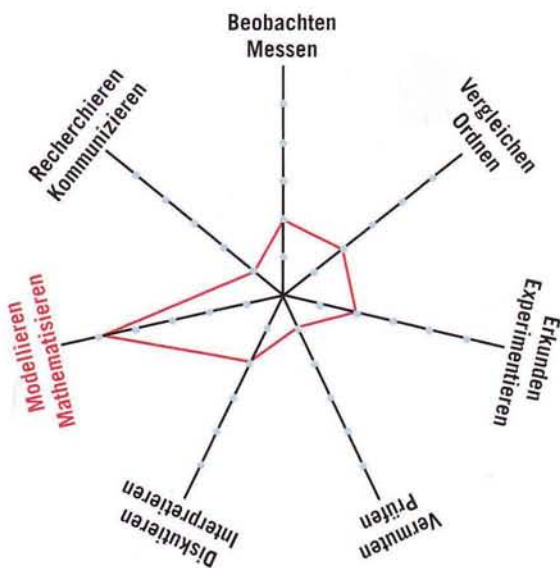 Beobachten
Messen
Vergleichen
Ordnen
Erkunden
Experimentieren
Vermuten
Prüfen
Diskutieren
Interpretieren
Modellieren
Mathematisieren
Recherchieren
Kommunizieren